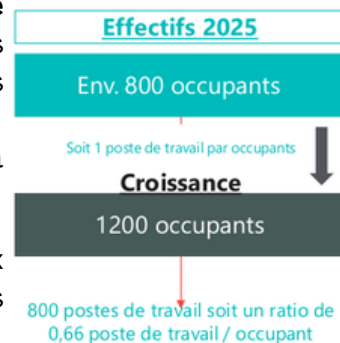 Effectifs 2025
Env. 800 occupants
Soit 1 poste de travail par occupants
Croissance
1200 occupants
800 postes de travail soit un ratio de
0,66 poste de travail / occupant